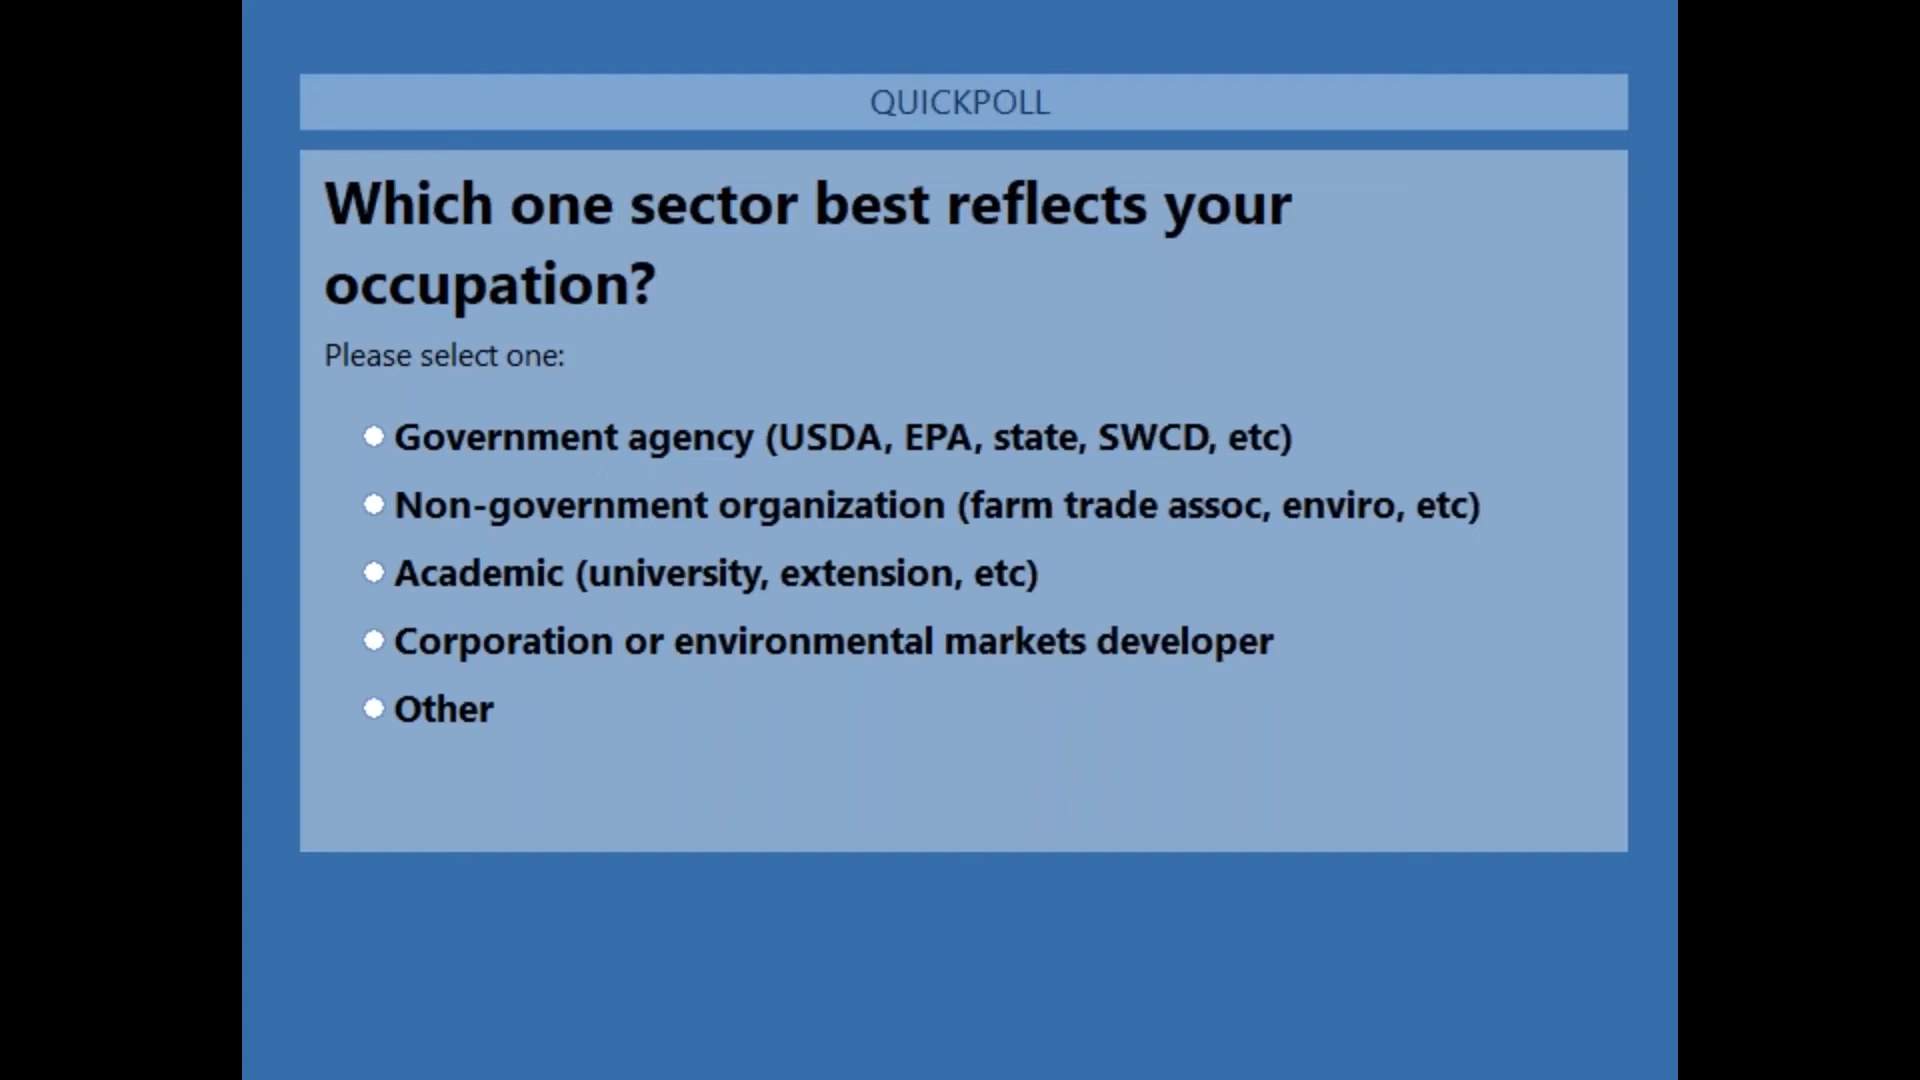 QUICKPOLL
Which one sector best reflects your
occupation?
Please select one:
Government agency (USDA, EPA, state, SWCD, etc)
Non-government organization (farm trade assoc, enviro, etc)
Academic (university, extension, etc)
Corporation or environmental markets developer
Other